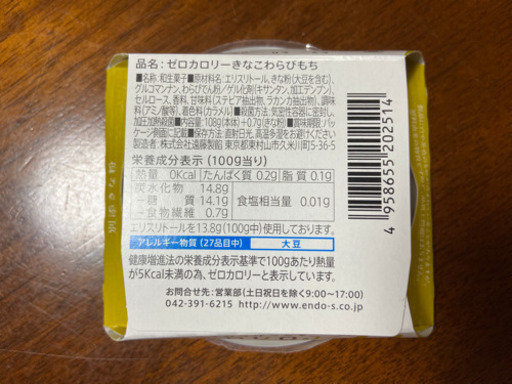 品名:ゼロカロリーきなこわらびもち
■名称:和生菓子■原材料名:エリスリトール、きな粉(大豆を含む)、
グルコマンナン、わらびでん粉/ゲル化剤(キサンタン、加工デンプン)、
セルロース、香料、甘味料(ステビア抽出物、ラカンカ抽出物)、調味
料(アミノ酸等)、着色料(カラメル)■殺菌方法:気密性容器に密封し、
加圧加熱殺菌■内容量:108g(本体)+0.7g(きな粉)■賞味期限:パッ
ケージ側面に記載■保存方法:直射日光、高温多湿をお避けください
製造者:株式会社遠藤製餡 東京都東村山市久米川町5-36-5
栄養成分表示(100g当り)
熱量 0Kcal たんぱく質 0.2g 脂質 0.1g
炭水化物 14.8g
-糖質 14.1g 食塩相当量 0.01g
-食物繊維 0.7g
エリスリトールを13.8g(100g中)使用しております。
アレルギー物質(27品目中) 大豆
健康増進法の栄養成分表示基準で100gあたり熱量
が5Kcal未満の為、ゼロカロリーと表示しています。
お問合せ先:営業部(土日祝日を除く9:00~17:00)
042-391-6215 http://www.endo-s.co.jp
4958655202514